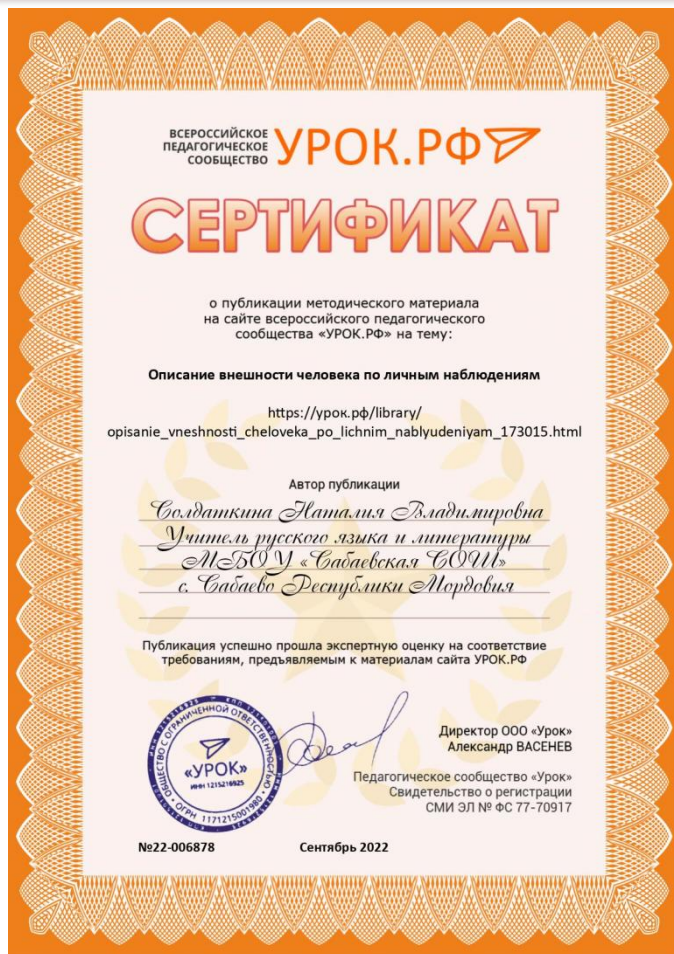 ВСЕРОССИЙСКОЕ
ПЕДАГОГИЧЕСКОЕ
СООБЩЕСТВО
УРОК.РФ
СЕРТИФИКАТ
о публикации методического материала
на сайте всероссийского педагогического
сообщества «УРОК.РФ» на тему:
Описание внешности человека по личным наблюдениям
https://урок.рф/library/
opisanie_vneshnosti_cheloveka_po_lichnim_nablyudeniyam_173015.html
Автор публикации
Солдаткина Наталия Владимировна
Учитель русского языка и литературы
МБОУ «Сабаевская СОШ»
с. Сабаево Республики Мордовия
Публикация успешно прошла экспертную оценку на соответствие
требованиям, предъявляемым к материалам сайта УРОК.РФ
ОБЩЕСТВО С ОГРАНИЧЕННОЙ ОТВЕТСТВЕННОСТЬЮ
«УРОК»
ИНН 1215216925
ОГРН 1171215001980
Директор ООО «Урок»
Александр ВАСЕНЕВ
Педагогическое сообщество «Урок»
Свидетельство о регистрации
СМИ ЭЛ № ФС 77-70917
№22-006878
Сентябрь 2022